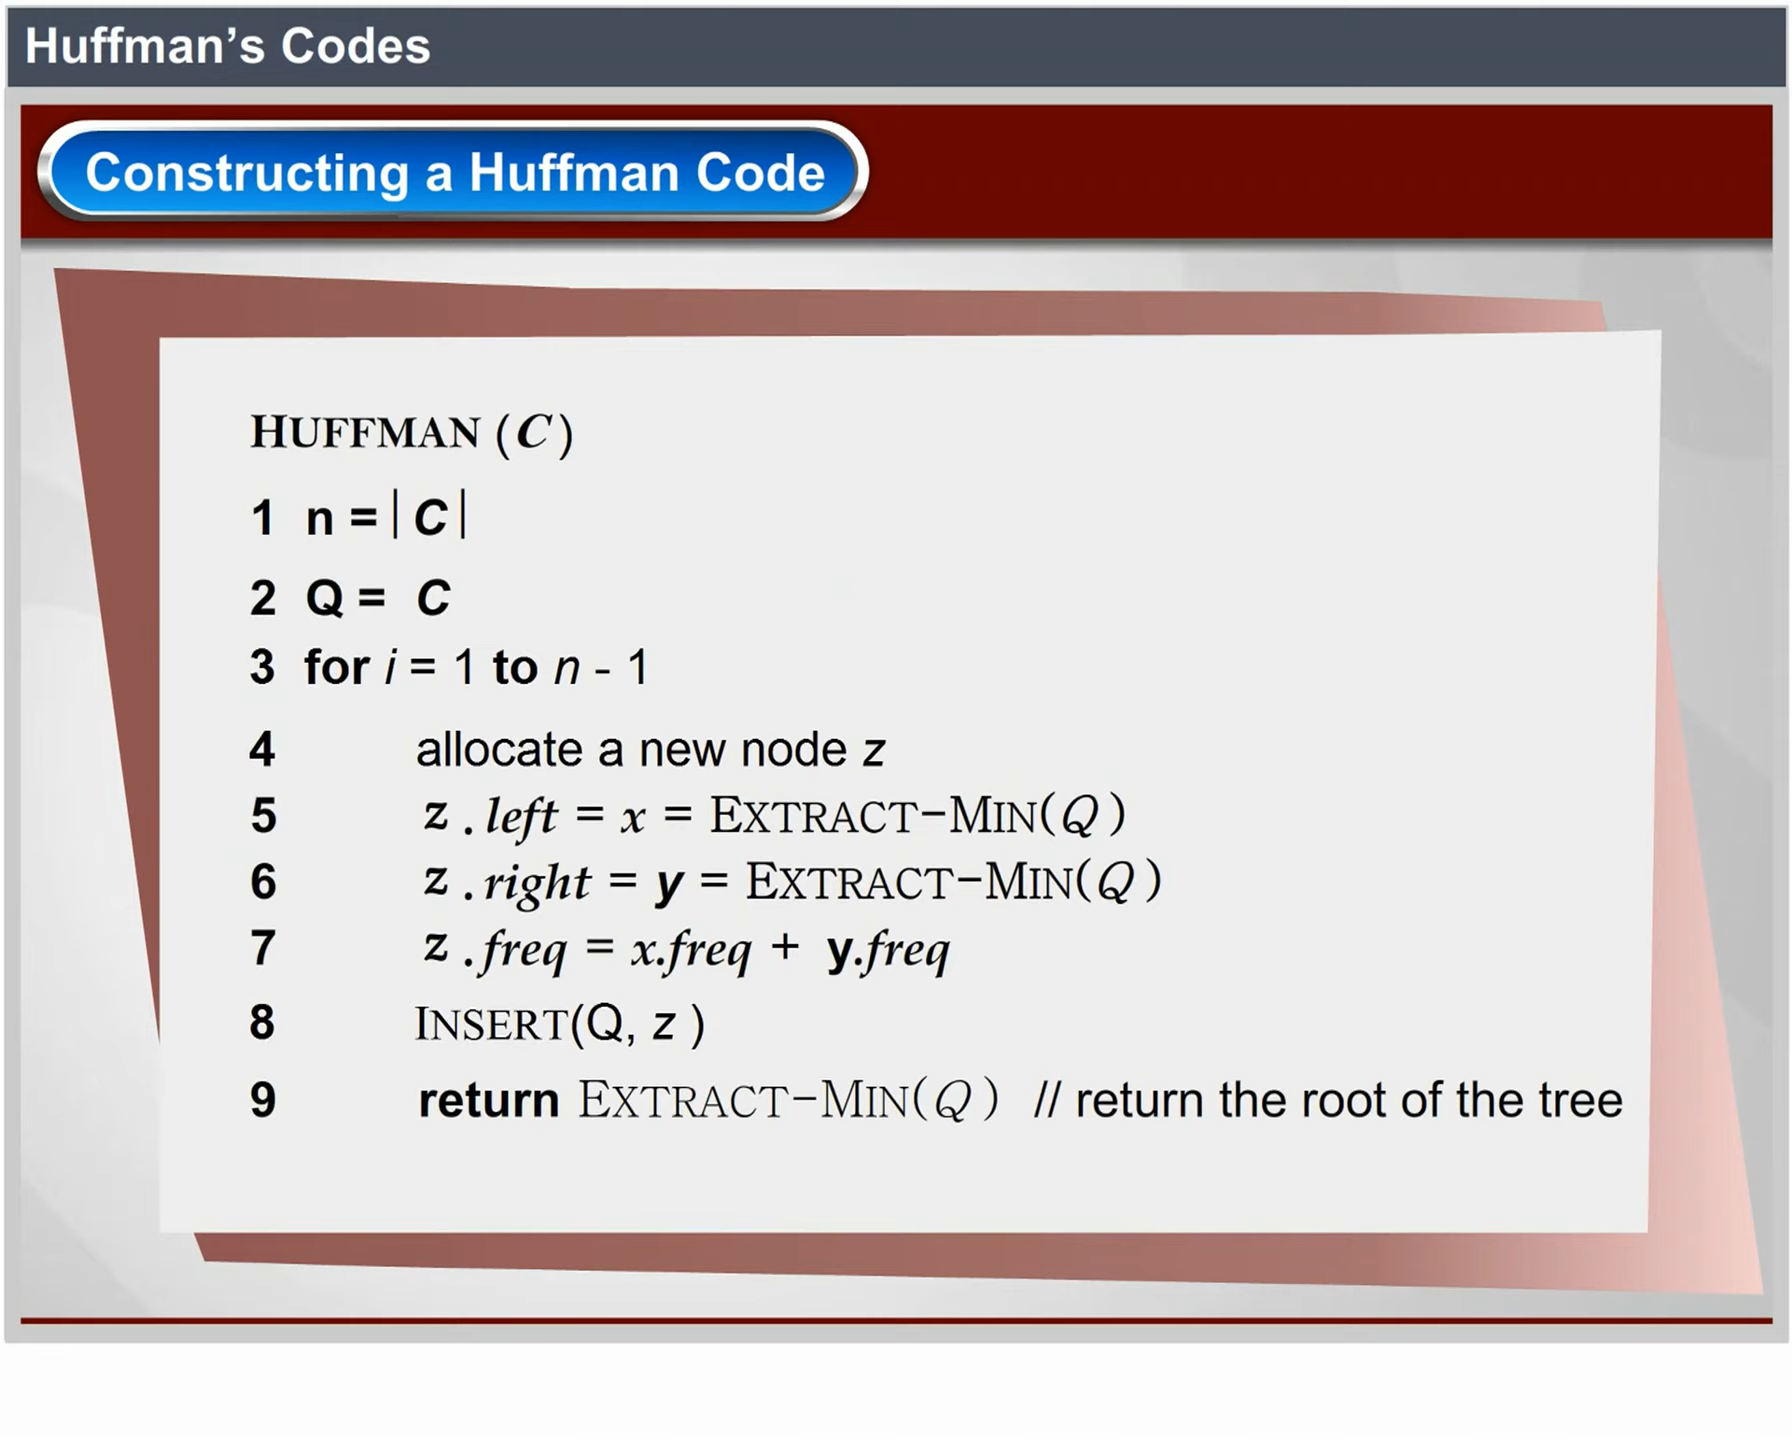 Huffman’s Codes
Constructing a Huffman Code
HUFFMAN (C)
1 n = | C |
2 Q = C
3 for i = 1 to n - 1
4 allocate a new node z
5 z . left = x = EXTRACT-MIN(Q )
6 z . right = y = EXTRACT-MIN(Q )
7 z . freq = x.freq + y.freq
8 INSERT(Q, z )
9 return EXTRACT-MIN(Q ) // return the root of the tree